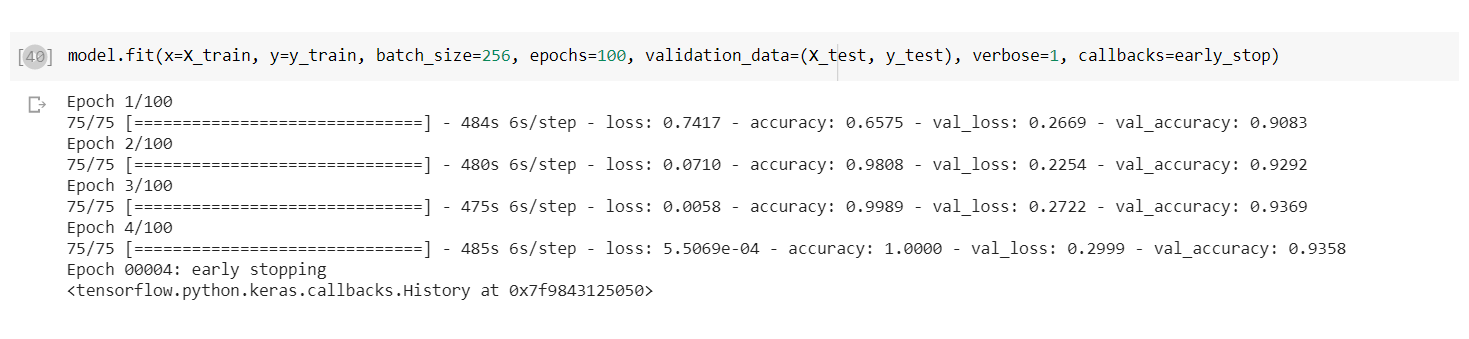 [40] model.fit(x=X_train, y=y_train, batch_size=256, epochs=100, validation_data=(X_test, y_test), verbose=1, callbacks=early_stop)
Epoch 1/100
75/75 [==============================] - 484s 6s/step - loss: 0.7417 - accuracy: 0.6575 - val_loss: 0.2669 - val_accuracy: 0.9083
Epoch 2/100
75/75 [==============================] - 480s 6s/step - loss: 0.0710 - accuracy: 0.9808 - val_loss: 0.2254 - val_accuracy: 0.9292
Epoch 3/100
75/75 [==============================] - 475s 6s/step - loss: 0.0058 - accuracy: 0.9989 - val_loss: 0.2722 - val_accuracy: 0.9369
Epoch 4/100
75/75 [==============================] - 485s 6s/step - loss: 5.5069e-04 - accuracy: 1.0000 - val_loss: 0.2999 - val_accuracy: 0.9358
Epoch 00004: early stopping
<tensorflow.python.keras.callbacks.History at 0x7f9843125050>